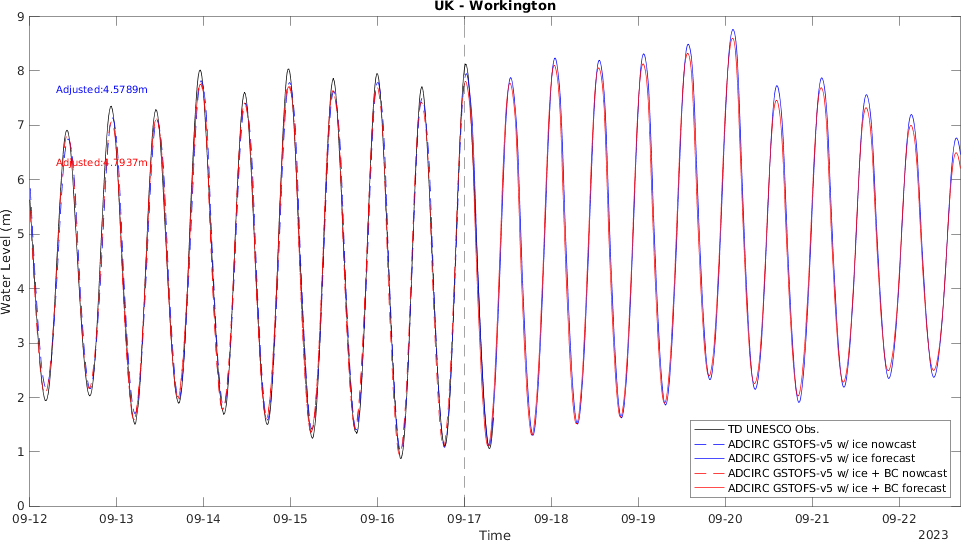 UK - Workington
9
8
7
6
5
4
3
2
1
0
Water Level (m)
Adjusted:4.5789m
Adjusted:4.7937m
TD UNESCO Obs.
ADCIRC GSTOFS-v5 w/ ice nowcast
ADCIRC GSTOFS-v5 w/ ice forecast
ADCIRC GSTOFS-v5 w/ ice + BC nowcast
ADCIRC GSTOFS-v5 w/ ice + BC forecast
09-12 09-13 09-14 09-15 09-16 09-17 09-18 09-19 09-20 09-21 09-22
Time
2023